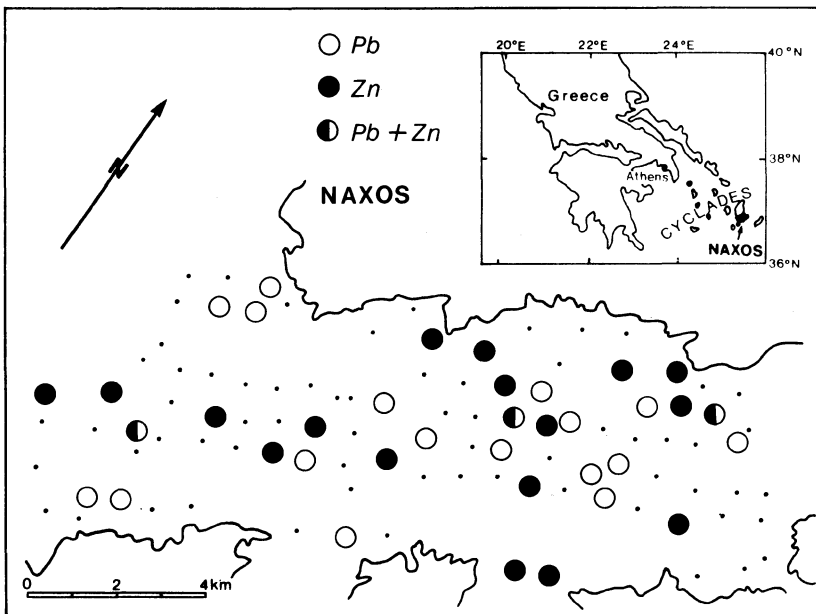 Pb
Zn
Pb + Zn
N
NAXOS
20°E 22°E 24°E
40°N
38°N
36°N
Greece
Athens
CYCLADES
NAXOS
0 2 4km